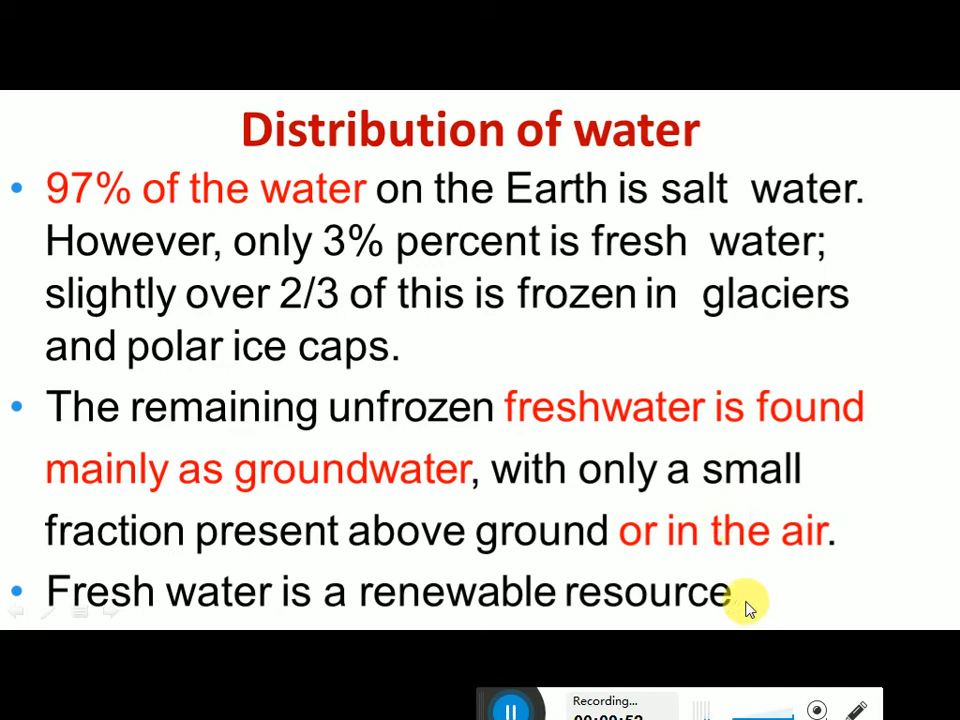 Distribution of water
• 97% of the water on the Earth is salt water.
However, only 3% percent is fresh water;
slightly over 2/3 of this is frozen in glaciers
and polar ice caps.
• The remaining unfrozen freshwater is found
mainly as groundwater, with only a small
fraction present above ground or in the air.
• Fresh water is a renewable resource
Recording...
00:00:52